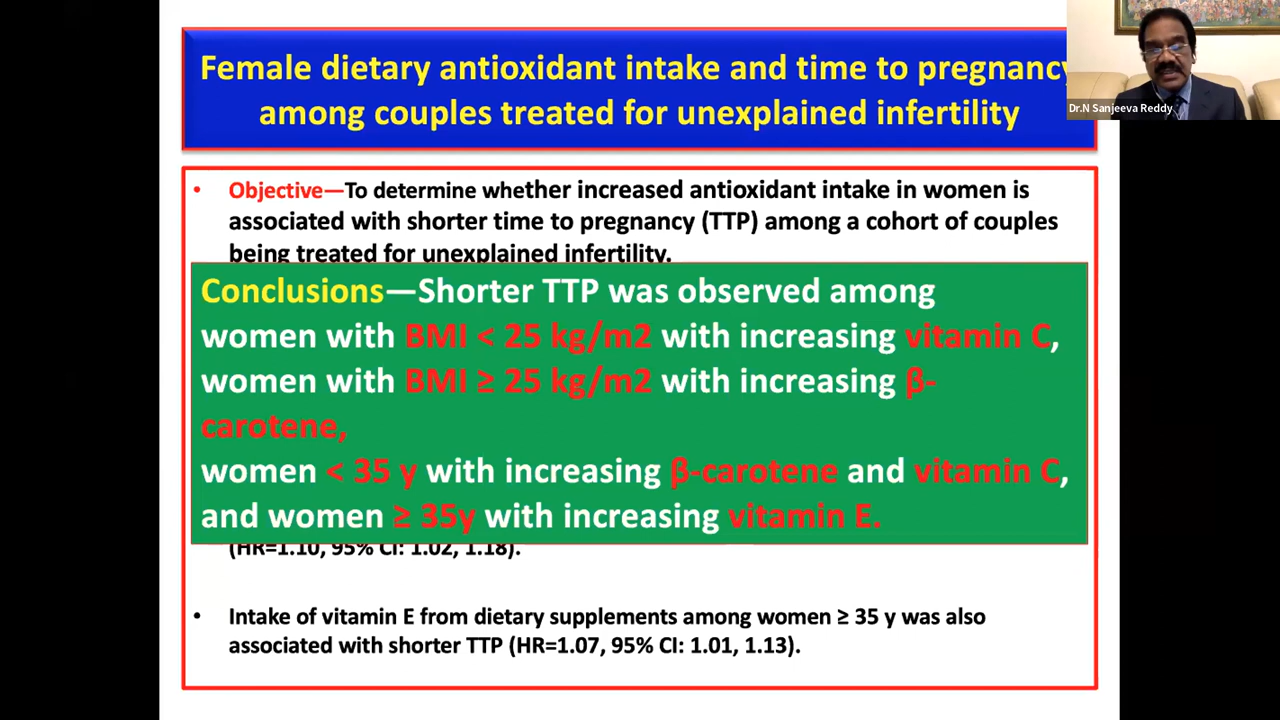 Female dietary antioxidant intake and time to pregnancy
among couples treated for unexplained infertility
Dr.N Sanjeeva Reddy
• Objective—To determine whether increased antioxidant intake in women is
associated with shorter time to pregnancy (TTP) among a cohort of couples
being treated for unexplained infertility.
Conclusions—Shorter TTP was observed among
women with BMI < 25 kg/m2 with increasing vitamin C,
women with BMI ≥ 25 kg/m2 with increasing β-
carotene,
women < 35 y with increasing β-carotene and vitamin C,
and women ≥ 35y with increasing vitamin E.
(HR=1.10, 95% CI: 1.02, 1.18).
• Intake of vitamin E from dietary supplements among women ≥ 35 y was also
associated with shorter TTP (HR=1.07, 95% CI: 1.01, 1.13).